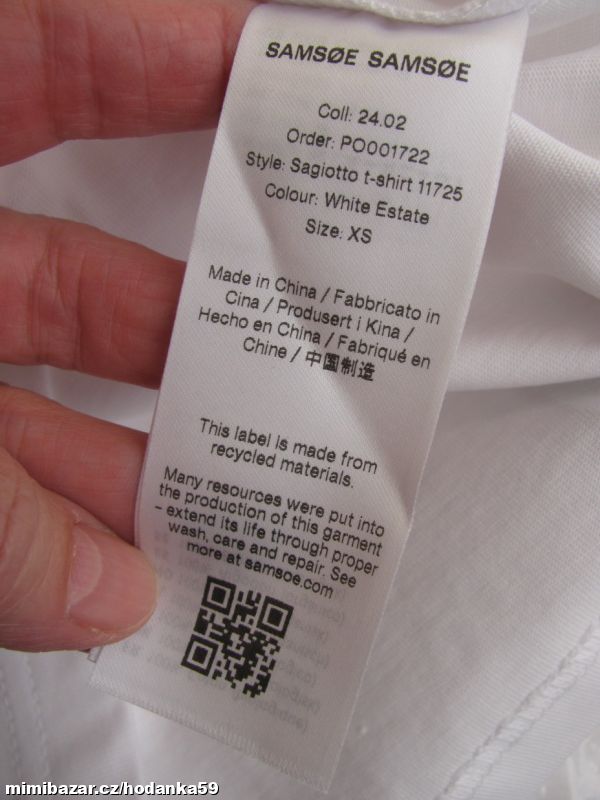 SAMSØE SAMSØE
Coll: 24.02
Order: PO001722
Style: Sagiotto t-shirt 11725
Colour: White Estate
Size: XS
Made in China / Fabbricato in
Cina / Produsert i Kina /
Hecho en China / Fabriqué en
Chine / 中国制造
This label is made from
recycled materials.
Many resources were put into
the production of this garment
- extend its life through proper
wash, care and repair. See
more at samsoe.com
mimibazar.cz/hodanka59